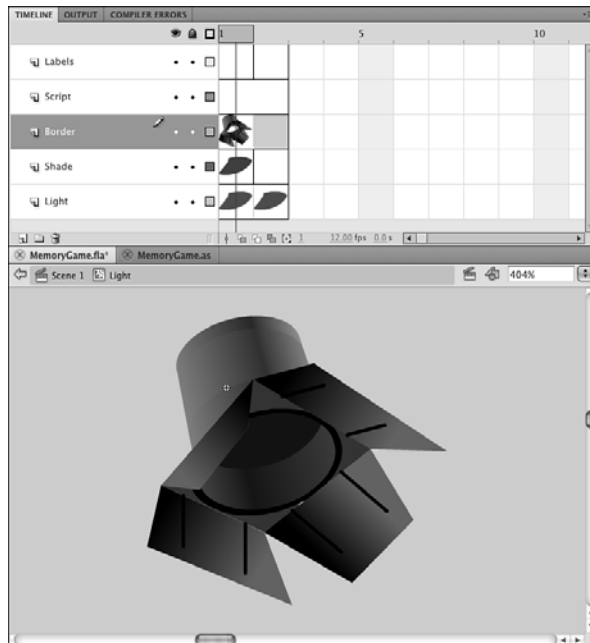 TIMELINE OUTPUT COMPILER ERRORS
1 5 10
Labels
Script
Border
Shade
Light
1 12.00 fps 0.0 s
MemoryGame.fla* MemoryGame.as
Scene 1 Light 404%